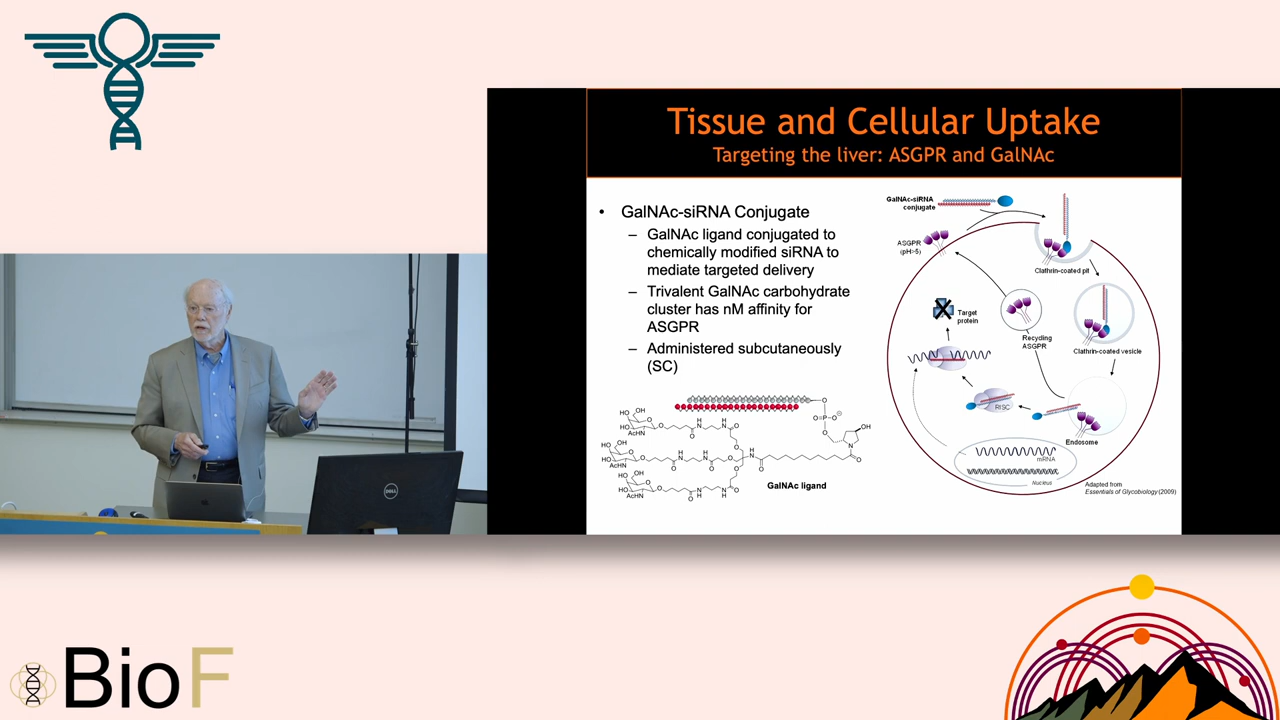 Tissue and Cellular Uptake
Targeting the liver: ASGPR and GalNAc
• GalNAc-siRNA Conjugate
– GalNAc ligand conjugated to
chemically modified siRNA to
mediate targeted delivery
– Trivalent GalNAc carbohydrate
cluster has nM affinity for
ASGPR
– Administered subcutaneously
(SC)
GalNAc ligand
GalNAc-siRNA
conjugate
ASGPR
(pH>5)
Clathrin-coated pit
Target
protein
Recycling
ASGPR
Clathrin-coated vesicle
RISC
Endosome
mRNA
Nucleus
Adapted from
Essentials of Glycobiology (2009)
DELL
BioF